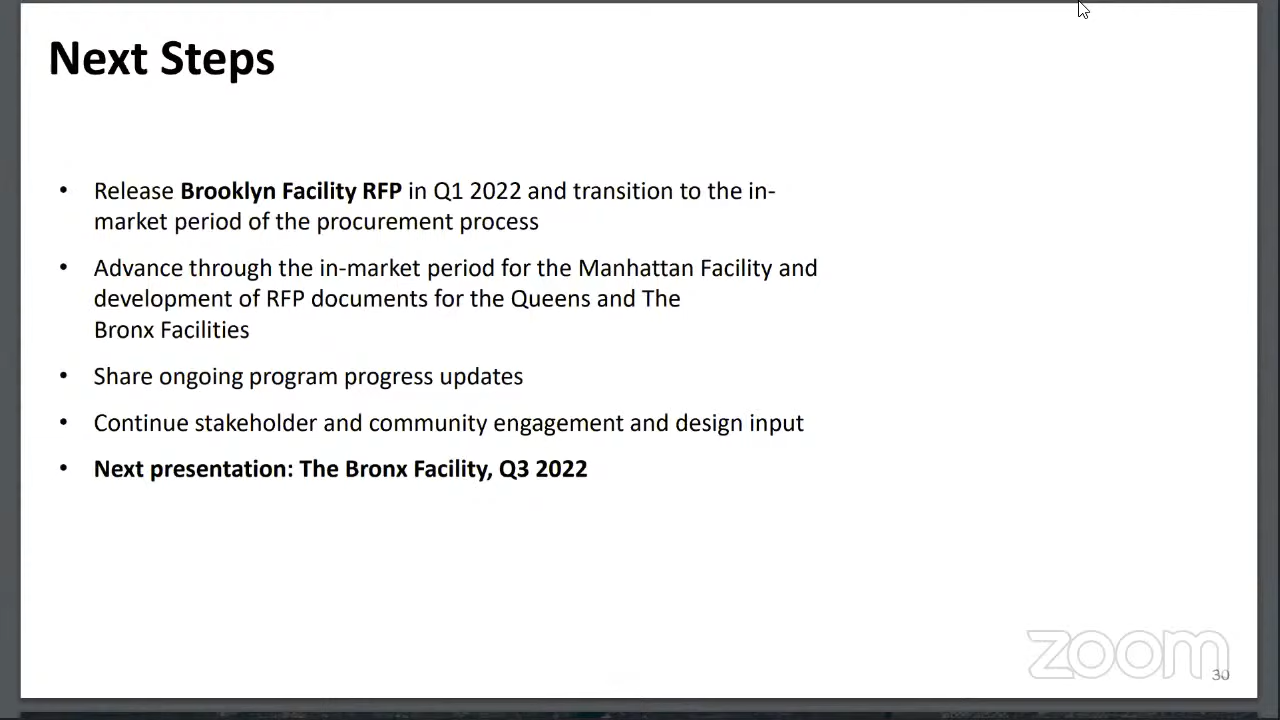 Next Steps
• Release Brooklyn Facility RFP in Q1 2022 and transition to the in-
market period of the procurement process
• Advance through the in-market period for the Manhattan Facility and
development of RFP documents for the Queens and The
Bronx Facilities
• Share ongoing program progress updates
• Continue stakeholder and community engagement and design input
• Next presentation: The Bronx Facility, Q3 2022
zoom
30